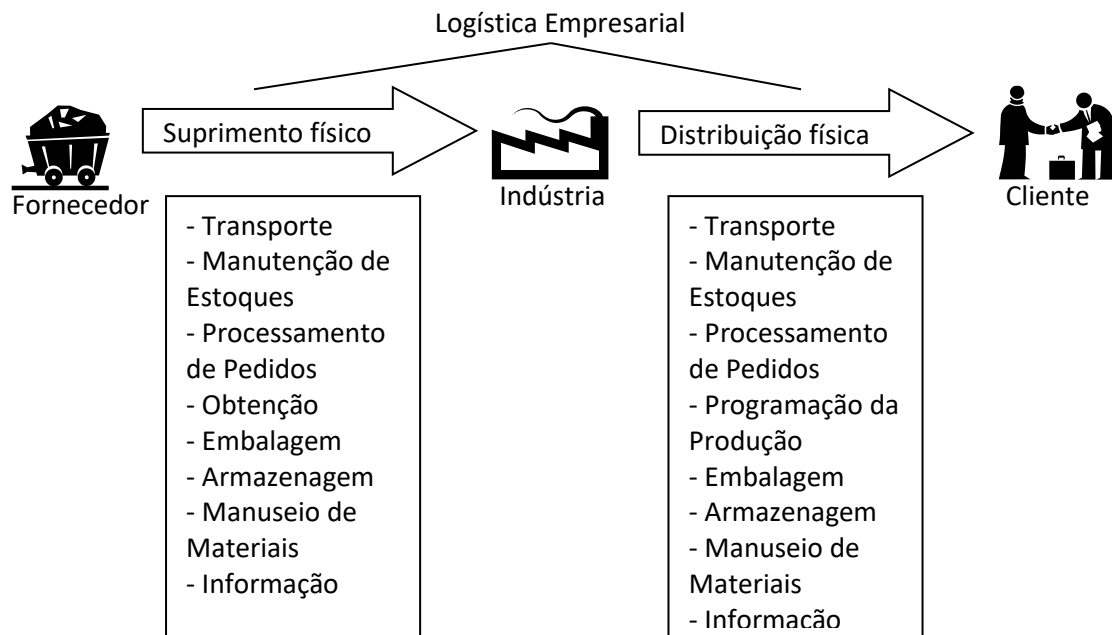 Logística Empresarial
Suprimento físico
Distribuição física
Fornecedor
Indústria
Cliente
- Transporte
- Manutenção de
Estoques
- Processamento
de Pedidos
- Obtenção
- Embalagem
- Armazenagem
- Manuseio de
Materiais
- Informação
- Transporte
- Manutenção de
Estoques
- Processamento
de Pedidos
- Programação da
Produção
- Embalagem
- Armazenagem
- Manuseio de
Materiais
- Informação